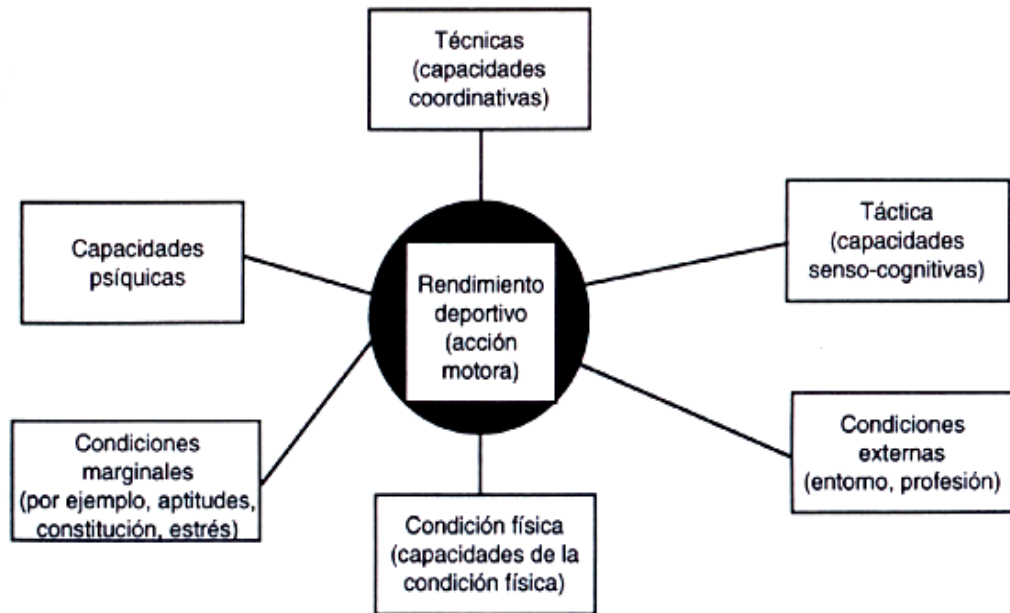 Técnicas
(capacidades
coordinativas)
Capacidades
psíquicas
Táctica
(capacidades
senso-cognitivas)
Rendimiento
deportivo
(acción
motora)
Condiciones
marginales
(por ejemplo, aptitudes,
constitución, estrés)
Condiciones
externas
(entorno, profesión)
Condición física
(capacidades de la
condición física)